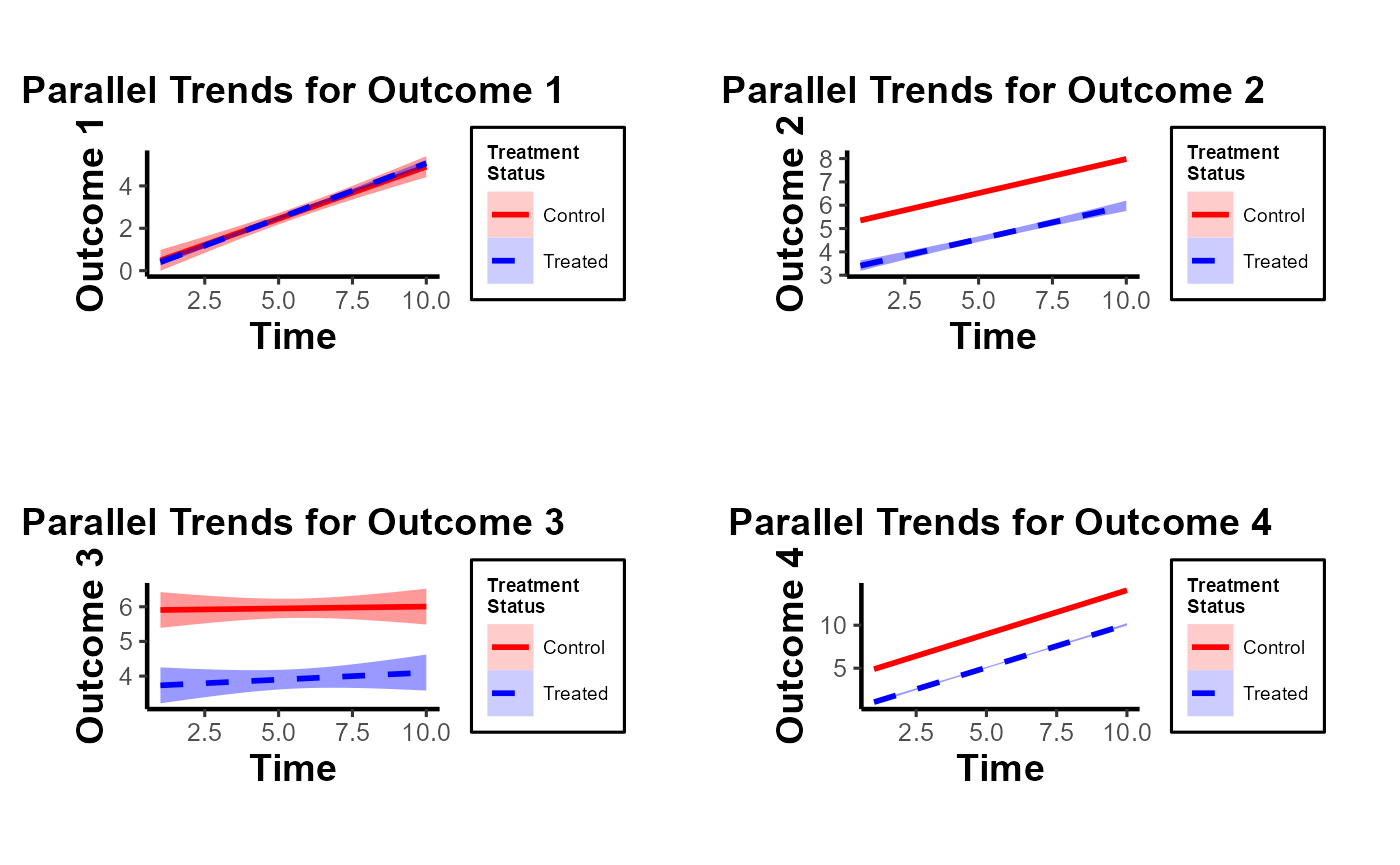 Parallel Trends for Outcome 1
Outcome 1
4
2
0
2.5 5.0 7.5 10.0
Time
Treatment
Status
Control
Treated
Parallel Trends for Outcome 2
Outcome 2
8
7
6
5
4
3
2.5 5.0 7.5 10.0
Time
Treatment
Status
Control
Treated
Parallel Trends for Outcome 3
Outcome 3
6
5
4
2.5 5.0 7.5 10.0
Time
Treatment
Status
Control
Treated
Parallel Trends for Outcome 4
Outcome 4
10
5
2.5 5.0 7.5 10.0
Time
Treatment
Status
Control
Treated